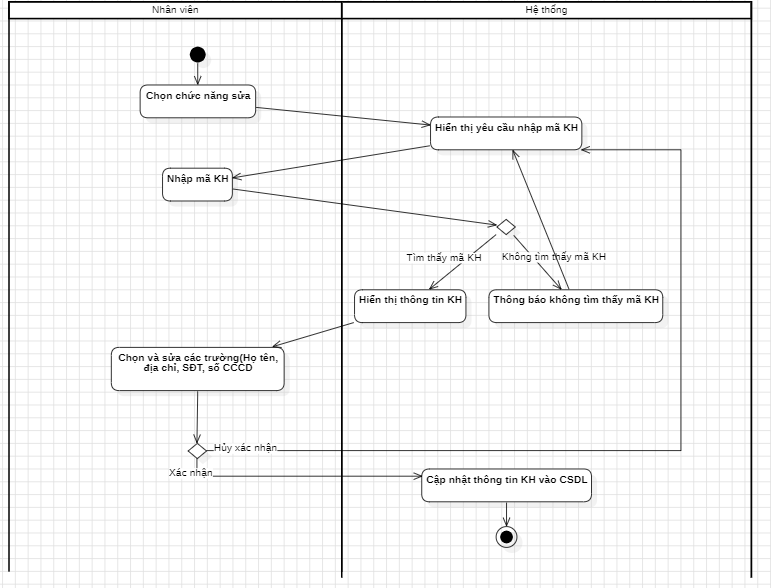 Nhân viên
Hệ thống
Chọn chức năng sửa
Hiển thị yêu cầu nhập mã KH
Nhập mã KH
Tìm thấy mã KH
Không tìm thấy mã KH
Hiển thị thông tin KH
Thông báo không tìm thấy mã KH
Chọn và sửa các trường(Họ tên,
địa chỉ, SĐT, số CCCD
Hủy xác nhận
Xác nhận
Cập nhật thông tin KH vào CSDL